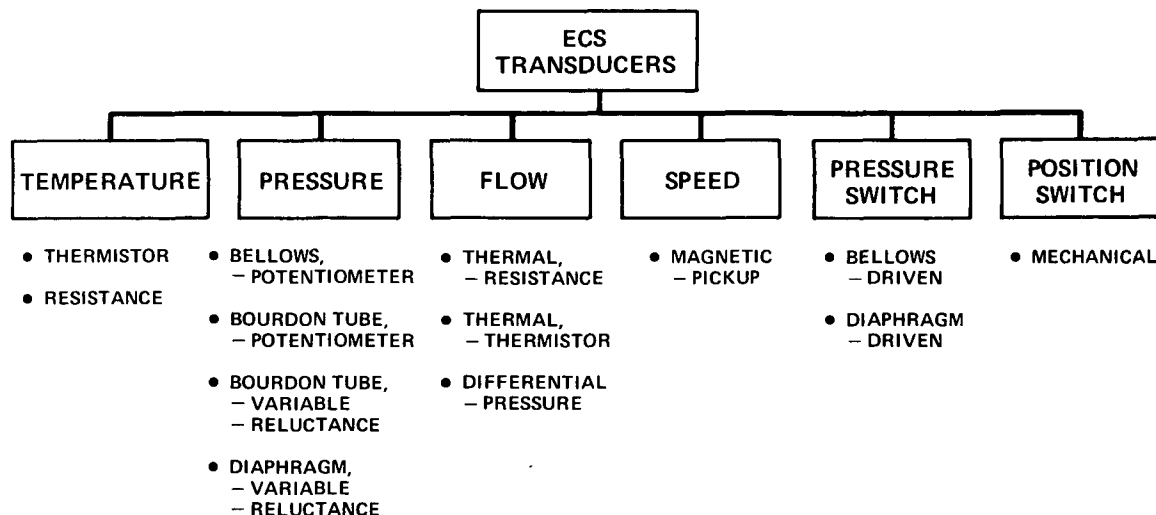 ECS
TRANSDUCERS
TEMPERATURE
PRESSURE
FLOW
SPEED
PRESSURE
SWITCH
POSITION
SWITCH
• THERMISTOR
• RESISTANCE
• BELLOWS,
– POTENTIOMETER
• BOURDON TUBE,
– POTENTIOMETER
• BOURDON TUBE,
– VARIABLE
– RELUCTANCE
• DIAPHRAGM,
– VARIABLE
– RELUCTANCE
• THERMAL,
– RESISTANCE
• THERMAL,
– THERMISTOR
• DIFFERENTIAL
– PRESSURE
• MAGNETIC
– PICKUP
• BELLOWS
– DRIVEN
• DIAPHRAGM
– DRIVEN
• MECHANICAL